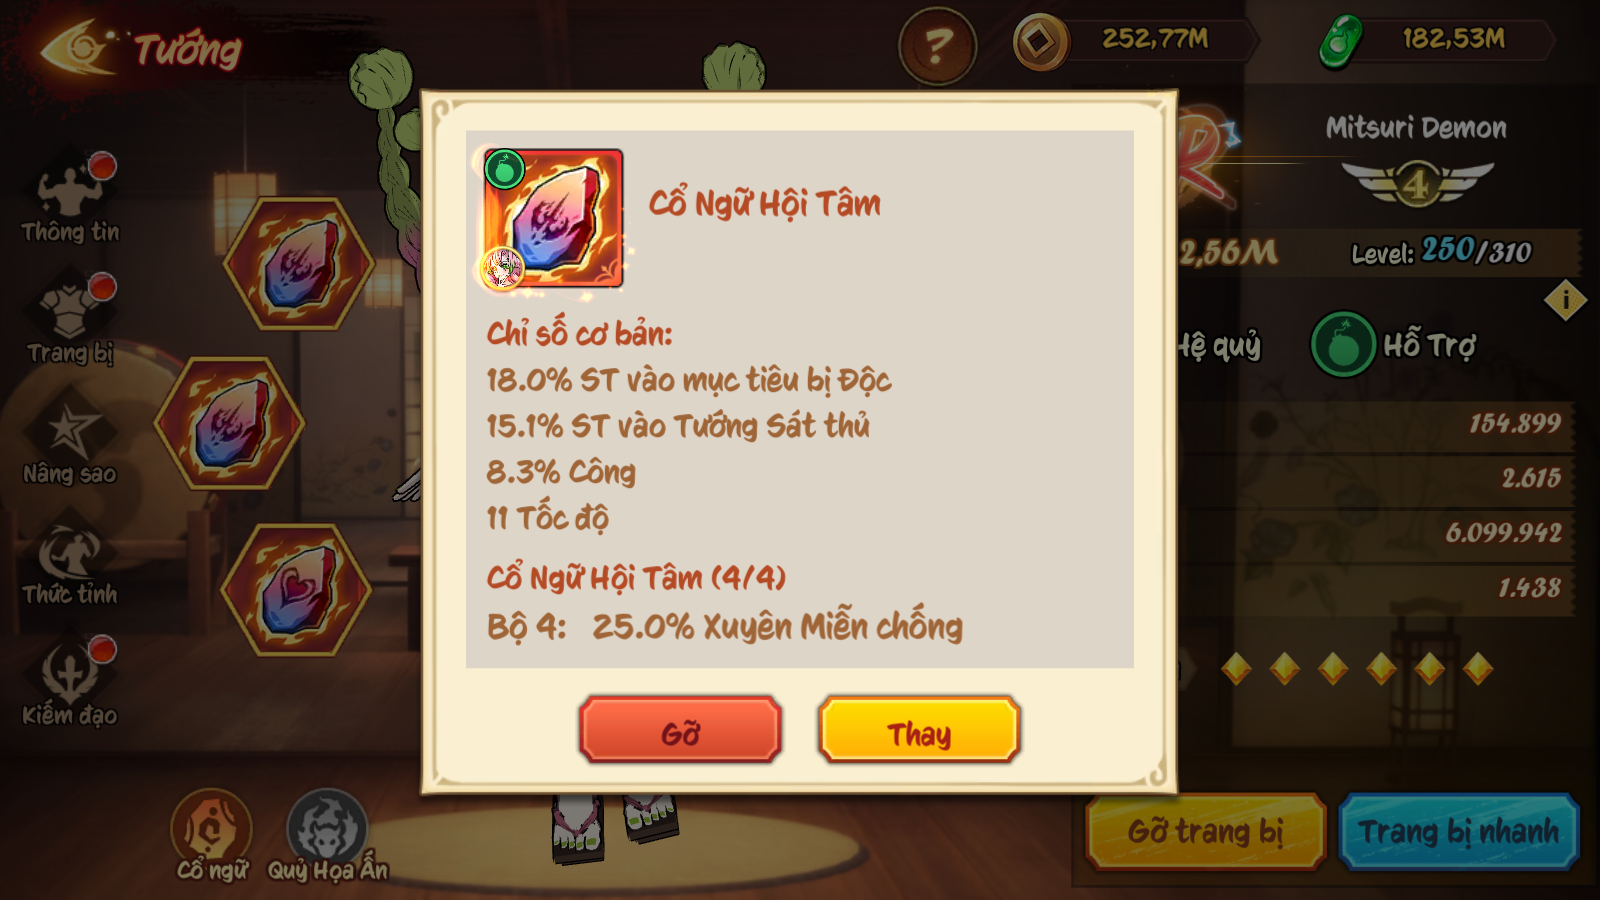 Tướng
?
252,77M
182,53M
Mitsuri Demon
4
2,56M
Level: 250/310
i
Hệ quỷ
Hỗ Trợ
154.899
2.615
6.099.942
1.438
Thông tin
Trang bị
Nâng sao
Thức tỉnh
Kiếm đạo
Cổ Ngữ Hội Tâm
Chỉ số cơ bản:
18.0% ST vào mục tiêu bị Độc
15.1% ST vào Tướng Sát thủ
8.3% Công
11 Tốc độ
Cổ Ngữ Hội Tâm (4/4)
Bộ 4: 25.0% Xuyên Miễn chống
Gỡ
Thay
Cổ ngữ
Quỷ Họa Ấn
Gỡ trang bị
Trang bị nhanh